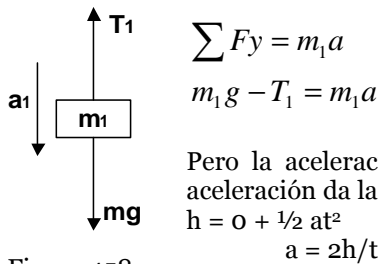 T1
a1
m1
mg
∑ Fy = m₁a
m₁g − T₁ = m₁a
Pero la
aceleración da la
h = 0 + ½ at²
a = 2h/t